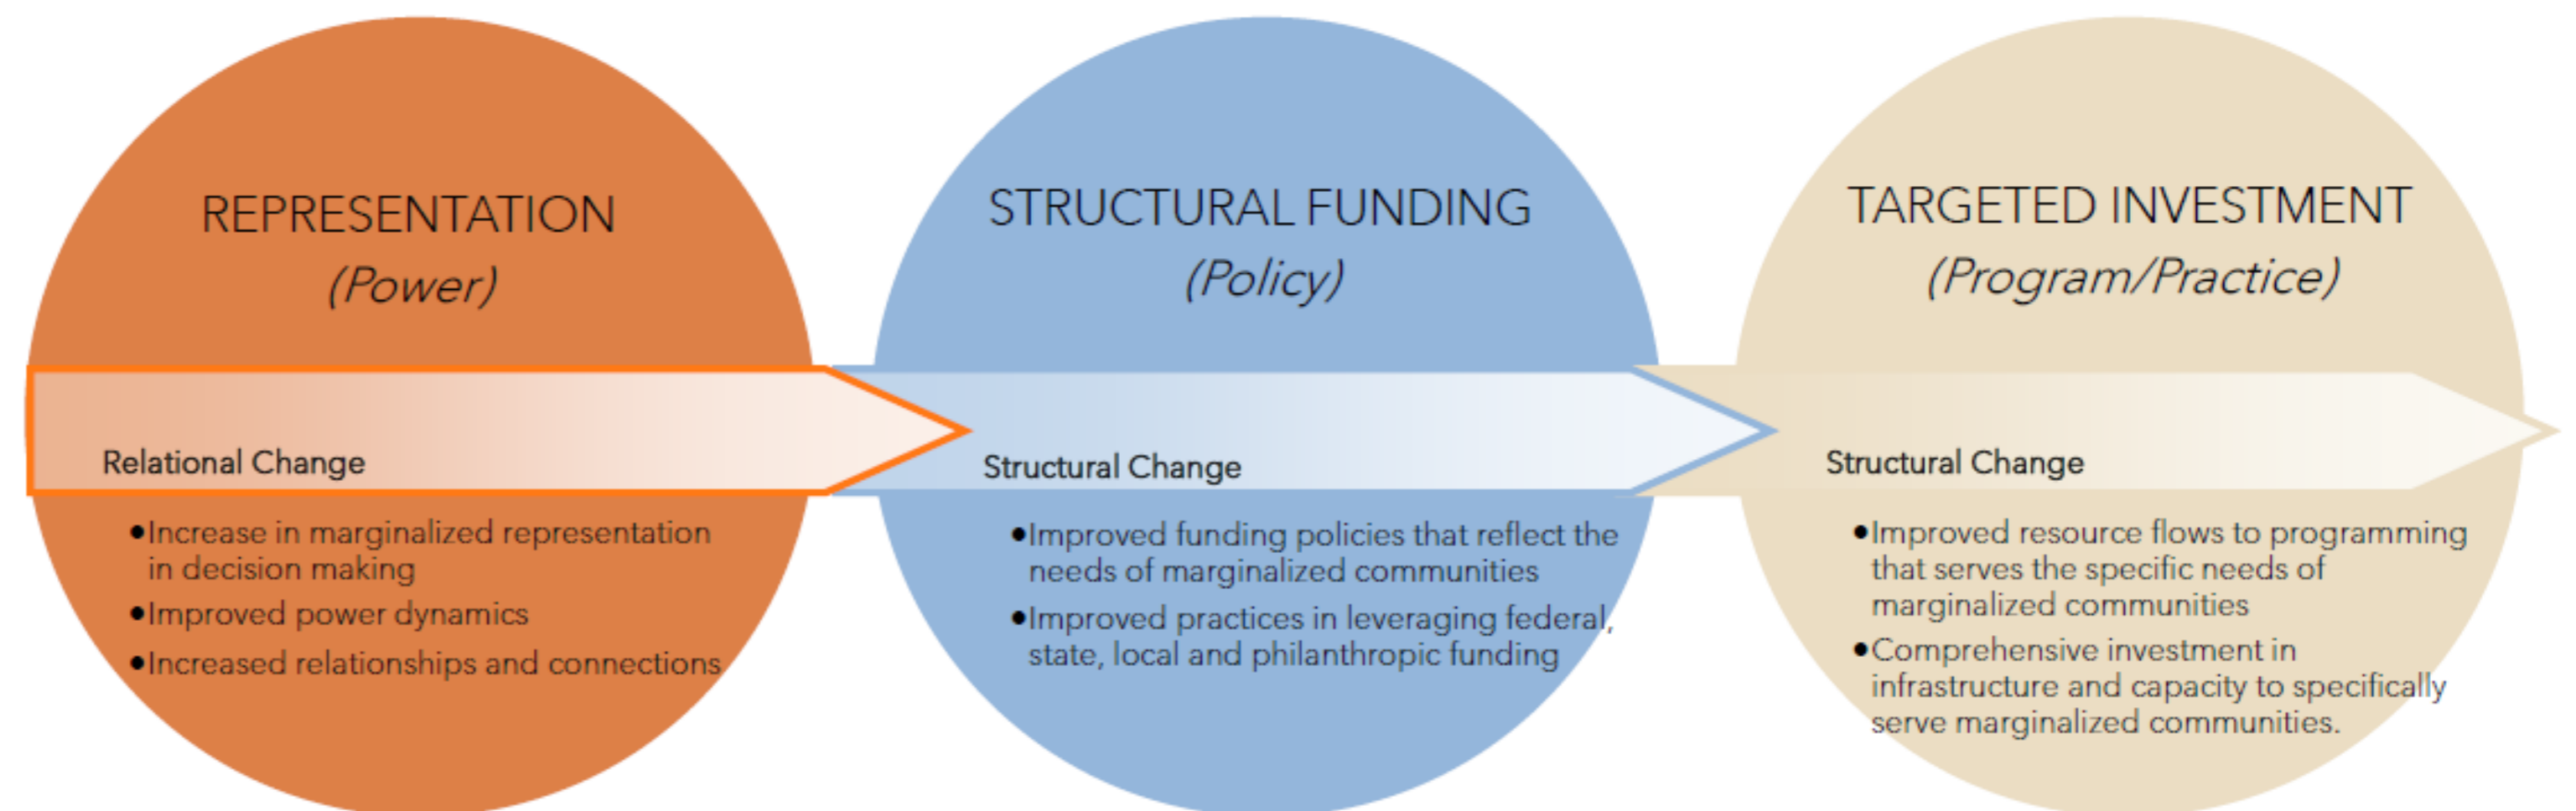 REPRESENTATION
(Power)
Relational Change
●Increase in marginalized representation
in decision making
●Improved power dynamics
●Increased relationships and connections
STRUCTURAL FUNDING
(Policy)
Structural Change
●Improved funding policies that reflect the
needs of marginalized communities
●Improved practices in leveraging federal,
state, local and philanthropic funding
TARGETED INVESTMENT
(Program/Practice)
Structural Change
●Improved resource flows to programming
that serves the specific needs of
marginalized communities
●Comprehensive investment in
infrastructure and capacity to specifically
serve marginalized communities.